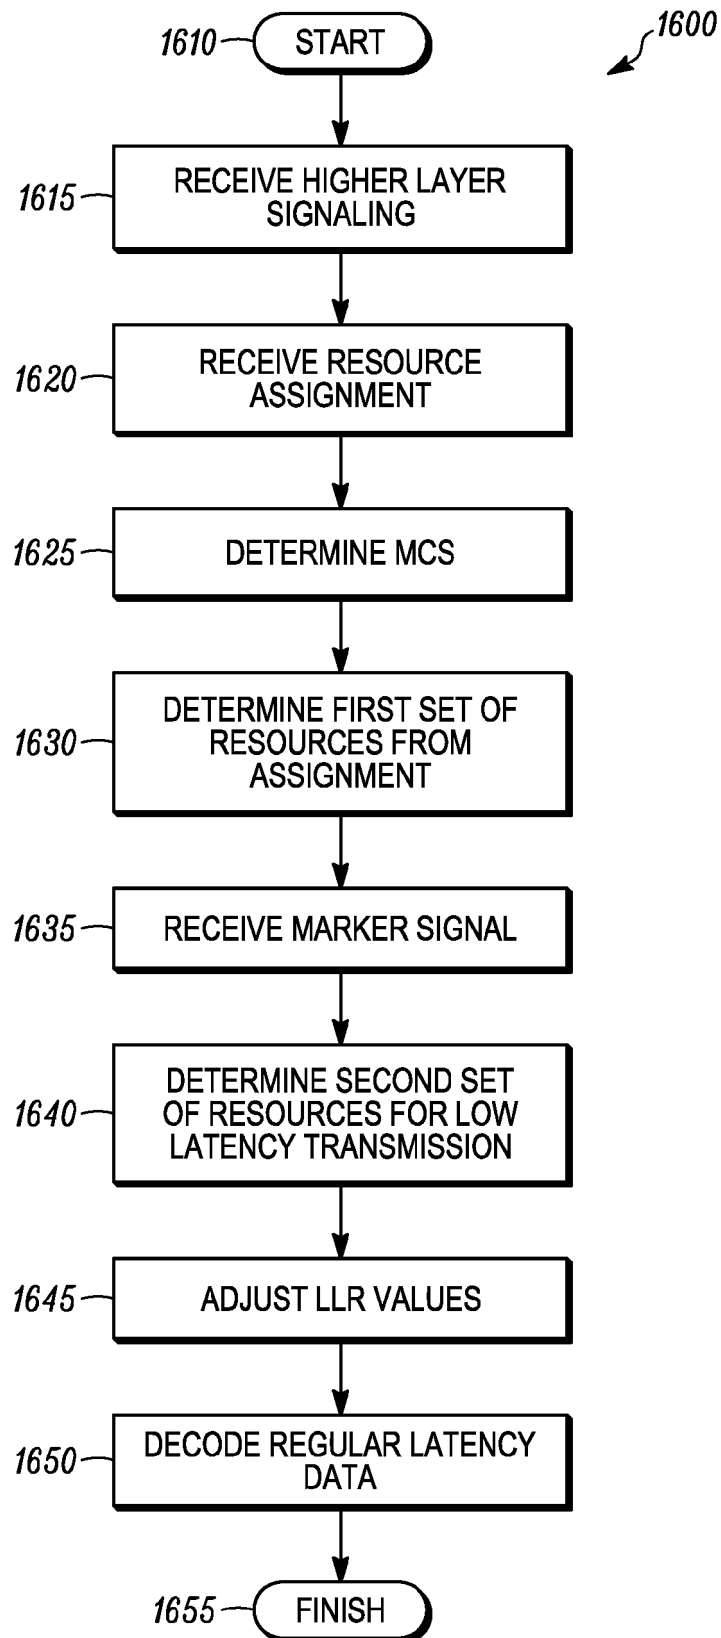 1600
1610
START
1615
RECEIVE HIGHER LAYER
SIGNALING
1620
RECEIVE RESOURCE
ASSIGNMENT
1625
DETERMINE MCS
1630
DETERMINE FIRST SET OF
RESOURCES FROM
ASSIGNMENT
1635
RECEIVE MARKER SIGNAL
1640
DETERMINE SECOND SET
OF RESOURCES FOR LOW
LATENCY TRANSMISSION
1645
ADJUST LLR VALUES
1650
DECODE REGULAR LATENCY
DATA
1655
FINISH